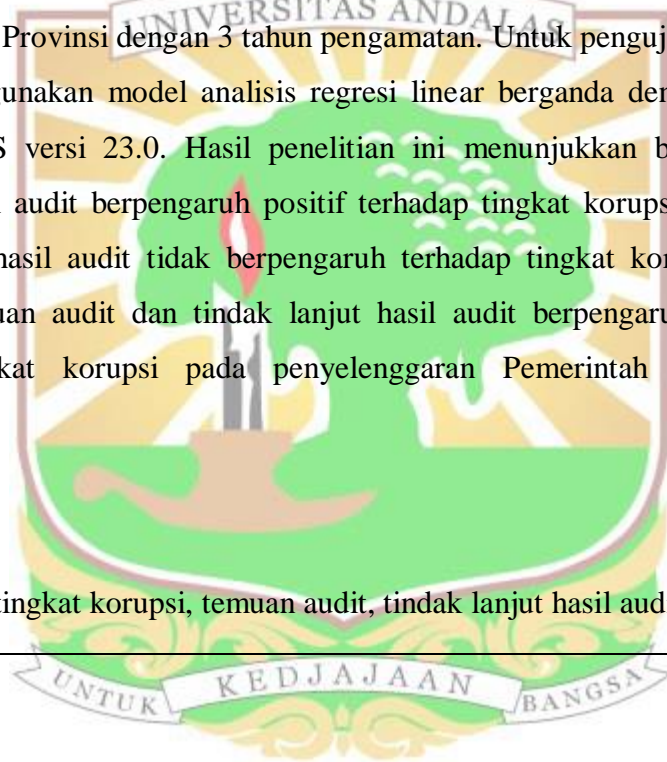 UNIVERSITAS ANDALAS
Provinsi dengan 3 tahun pengamatan. Untuk penguj
gunakan model analisis regresi linear berganda den
S versi 23.0. Hasil penelitian ini menunjukkan b
audit berpengaruh positif terhadap tingkat korups
hasil audit tidak berpengaruh terhadap tingkat kor
uan audit dan tindak lanjut hasil audit berpengaru
kat korupsi pada penyelenggaran Pemerintah
tingkat korupsi, temuan audit, tindak lanjut hasil aud
UNTUK KEDJAJAAN BANGSA